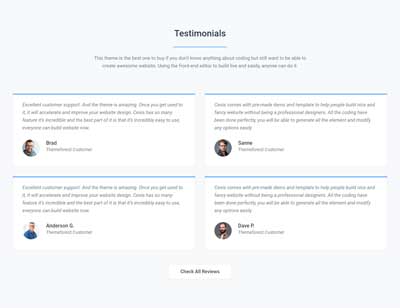 Testimonials
This theme is the best one to buy if you don't know anything about coding but still want to be able to
create awesome website. Using the front-end editor to build live and easily, anyone can do it.
Excellent customer support. And the theme is amazing. Once you get used to
it, it will accelerate and improve your website design. Cesis has so many
feature it's incredible and the best part of it is that it's incredibly easy to use,
everyone can build website now.
Brad
Themeforest Customer
Cesis comes with pre-made demos and template to help people build nice and
fancy website without being a professional designers. All the coding have
been done perfectly, you will be able to generate all the element and modify
any options easily
Sanne
Themeforest Customer
Excellent customer support. And the theme is amazing. Once you get used to
it, it will accelerate and improve your website design. Cesis has so many
feature it's incredible and the best part of it is that it's incredibly easy to use,
everyone can build website now.
Anderson G.
Themeforest Customer
Cesis comes with pre-made demos and template to help people build nice and
fancy website without being a professional designers. All the coding have
been done perfectly, you will be able to generate all the element and modify
any options easily
Dave P.
Themeforest Customer
Check All Reviews